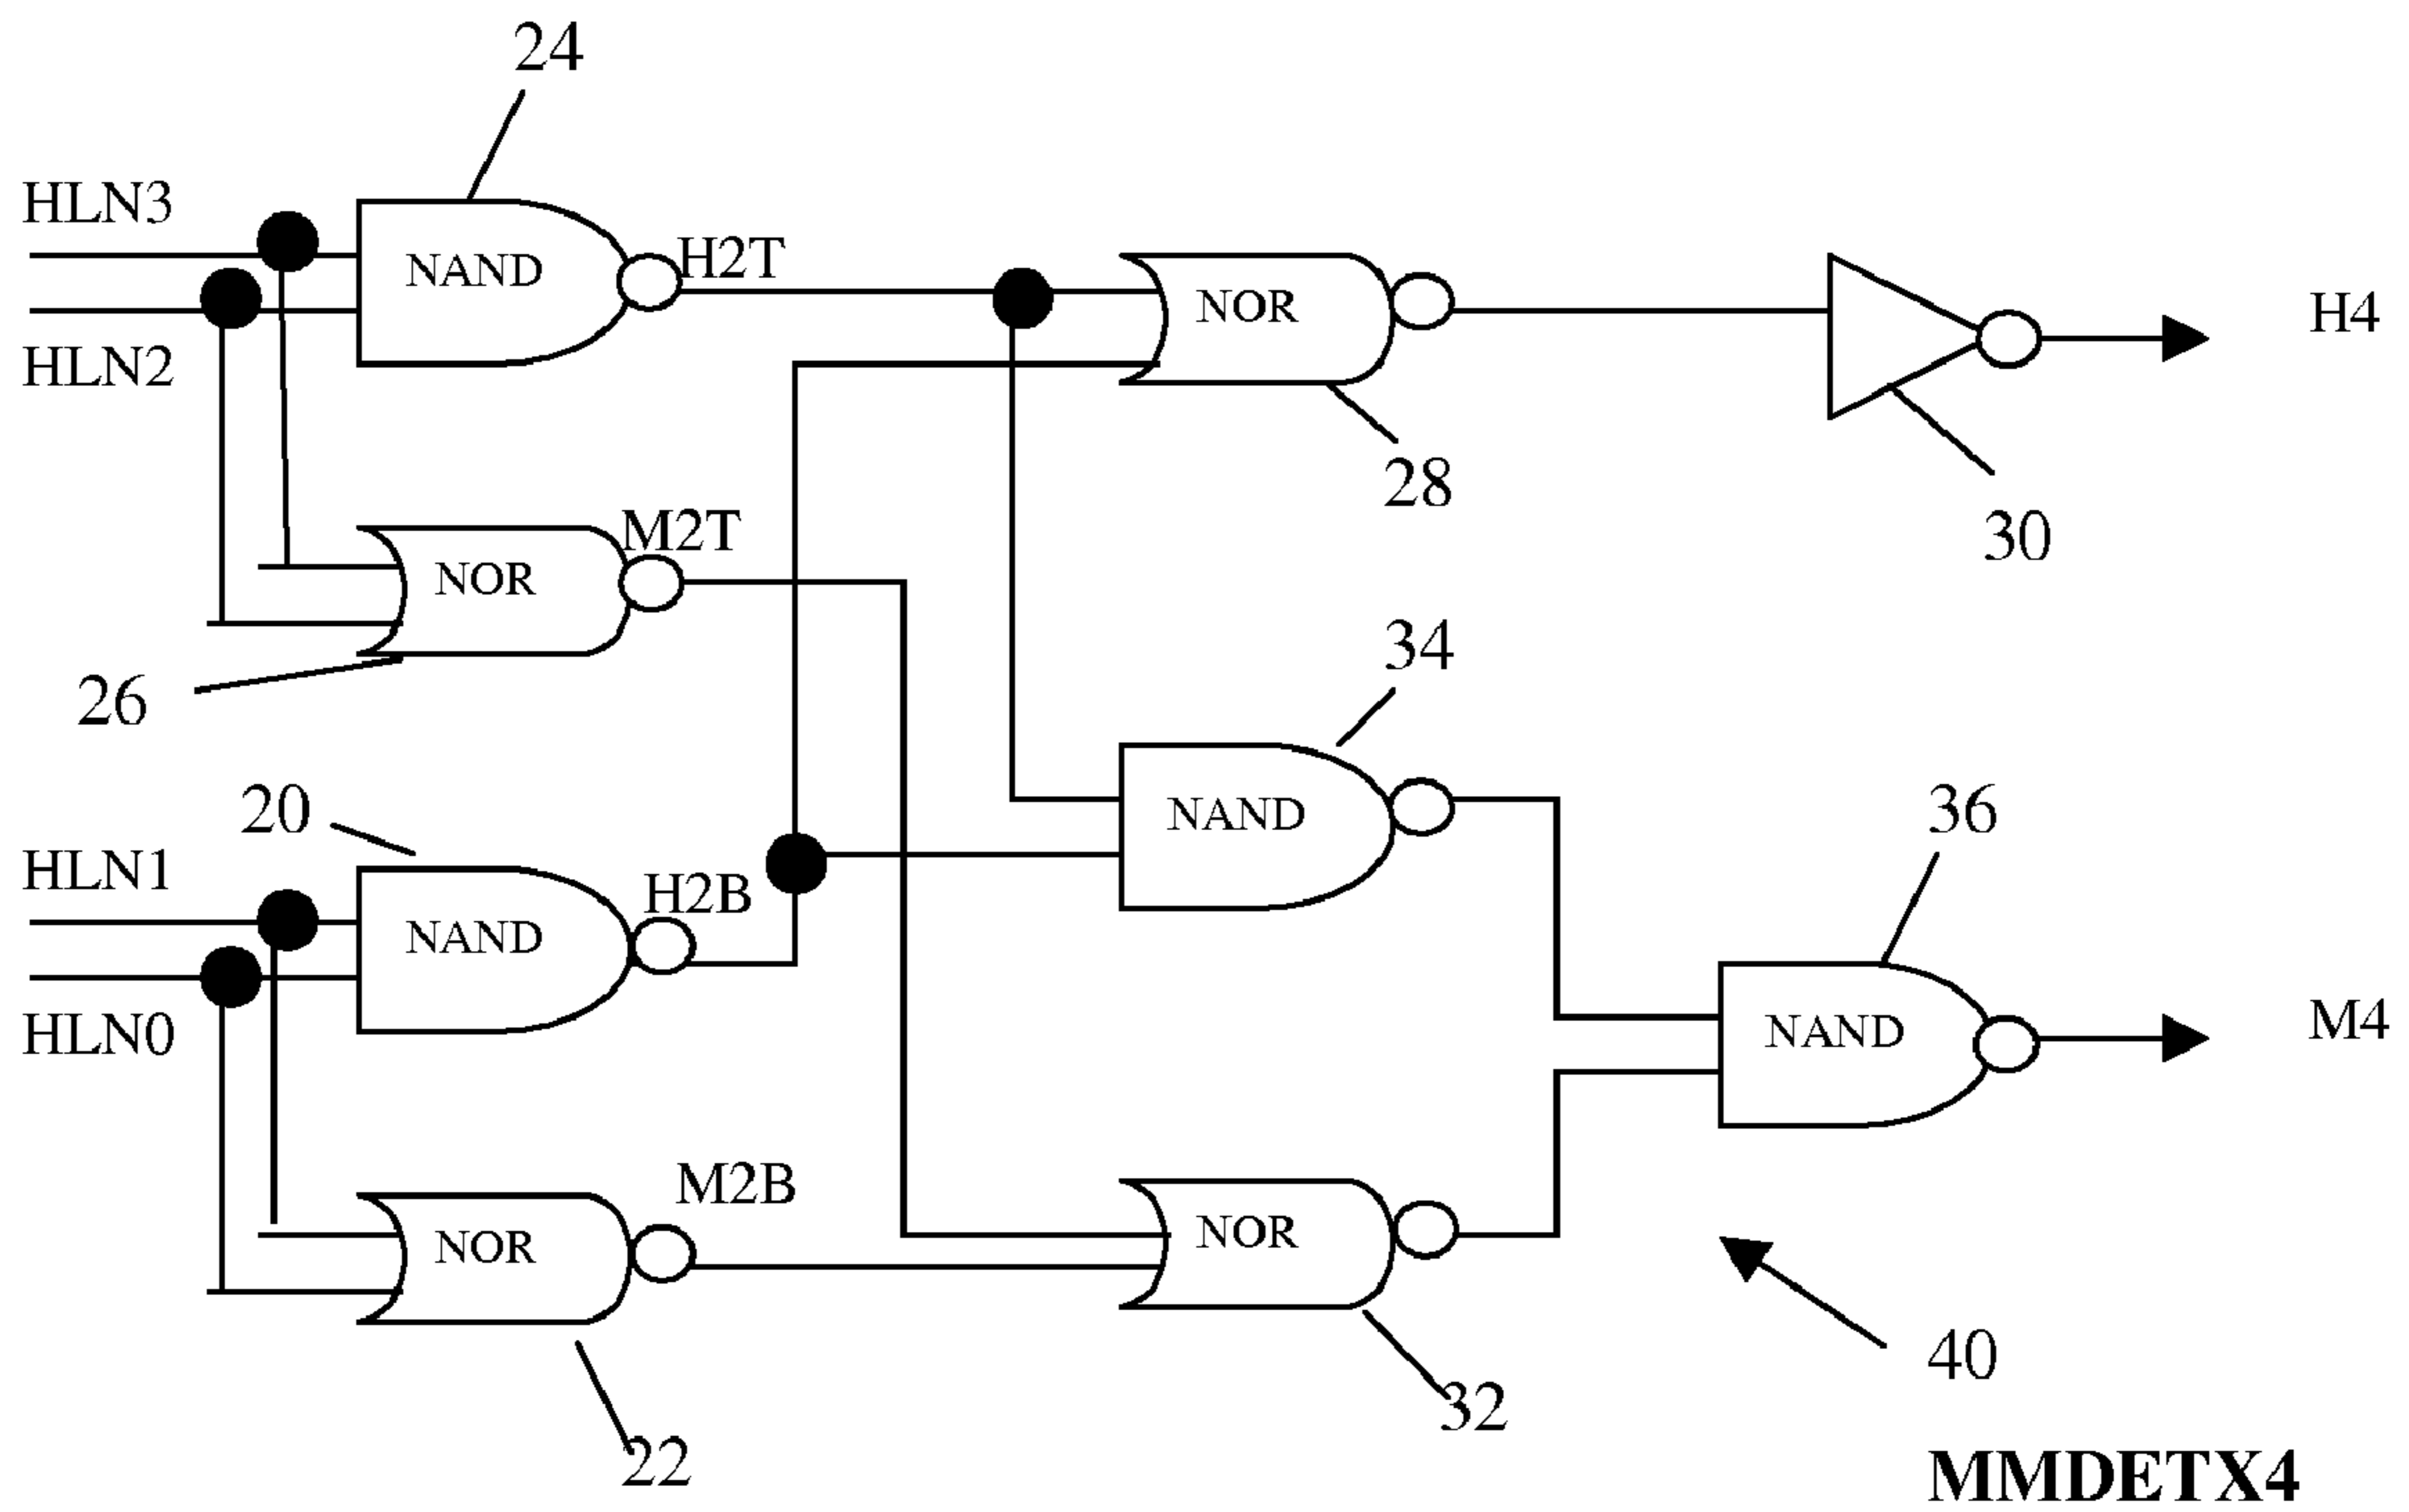 24
HLN3
NAND
H2T
NOR
H4
HLN2
28
30
M2T
NOR
26
34
20
HLN1
NAND
H2B
NAND
36
HLN0
NAND
M4
M2B
NOR
NOR
32
40
22
MMDETX4